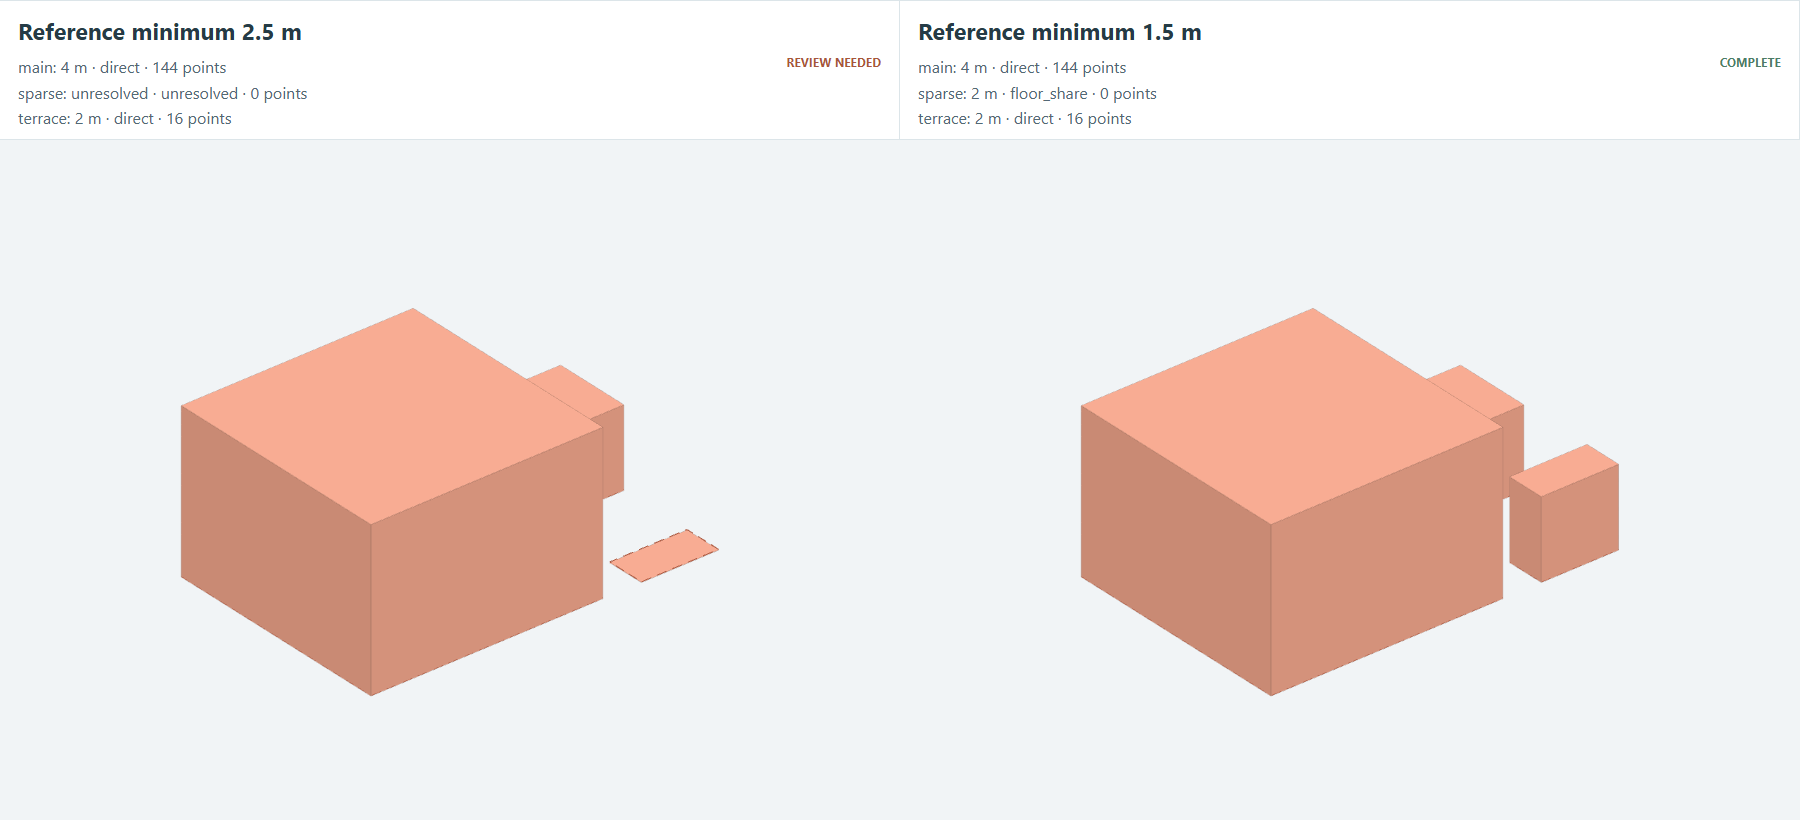 Reference minimum 2.5 m
main: 4 m · direct · 144 points
REVIEW NEEDED
sparse: unresolved · unresolved · 0 points
terrace: 2 m · direct · 16 points
Reference minimum 1.5 m
main: 4 m · direct · 144 points
COMPLETE
sparse: 2 m · floor_share · 0 points
terrace: 2 m · direct · 16 points